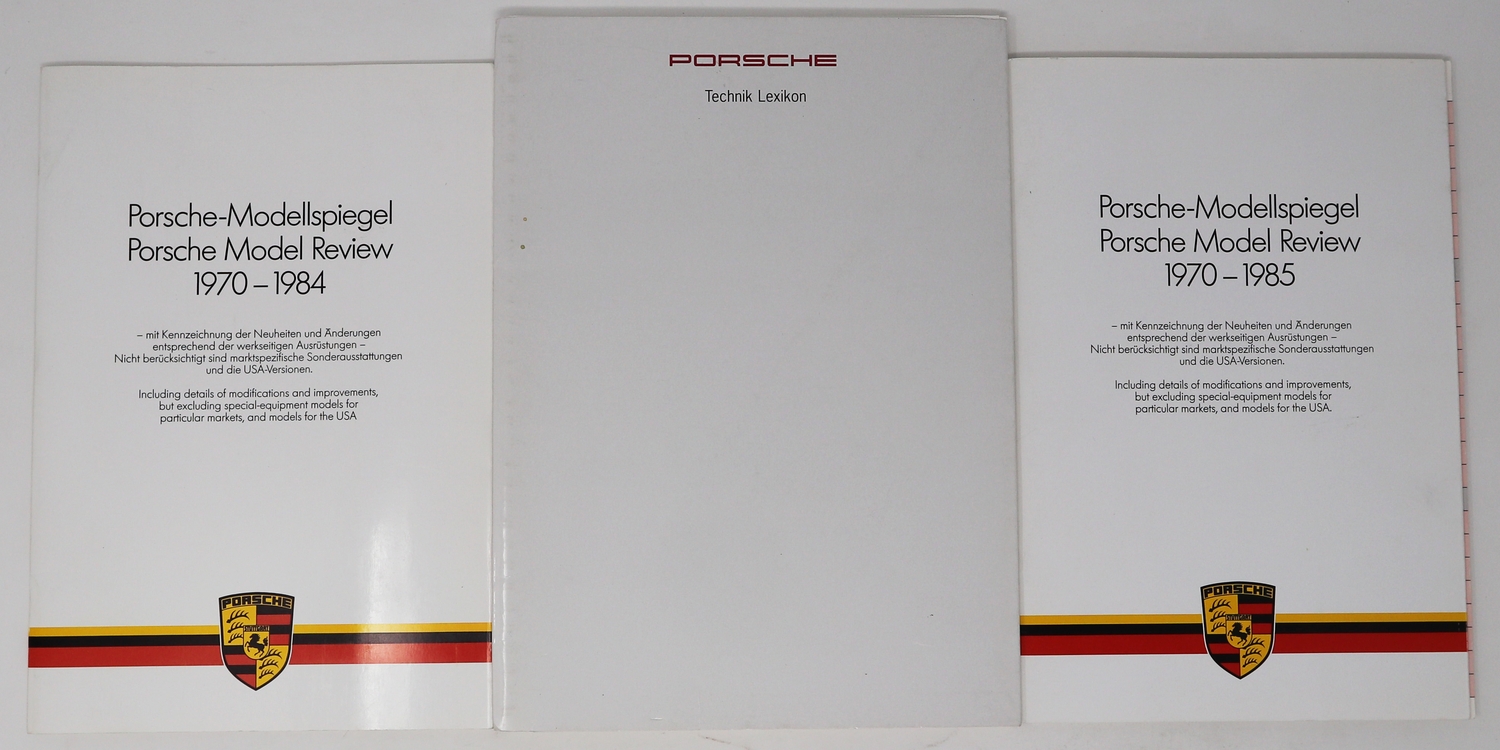 Porsche-Modellspiegel
Porsche Model Review
1970 – 1984
– mit Kennzeichnung der Neuheiten und Änderungen
entsprechend der werkseitigen Ausrüstungen –
Nicht berücksichtigt sind marktspezifische Sonderausstattungen
und die USA-Versionen.
Including details of modifications and improvements,
but excluding special-equipment models for
particular markets, and models for the USA
PORSCHE
STUTTGART
PORSCHE
Technik Lexikon
Porsche-Modellspiegel
Porsche Model Review
1970 – 1985
– mit Kennzeichnung der Neuheiten und Änderungen
entsprechend der werkseitigen Ausrüstungen –
Nicht berücksichtigt sind marktspezifische Sonderausstattungen
und die USA-Versionen.
Including details of modifications and improvements,
but excluding special-equipment models for
particular markets, and models for the USA.
PORSCHE
STUTTGART